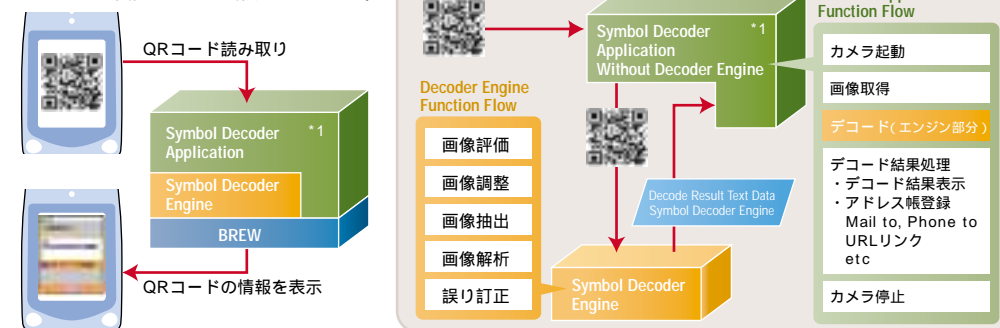 QRコード読み取り
Symbol Decoder *1
Application
Symbol Decoder
Engine
BREW
QRコードの情報を表示
Decoder Engine
Function Flow
画像評価
画像調整
画像抽出
画像解析
誤り訂正
Symbol Decoder *1
Application
Without Decoder Engine
Decode Result Text Data
Symbol Decoder Engine
Symbol Decoder
Engine
Function Flow
カメラ起動
画像取得
デコード(エンジン部分)
デコード結果処理
・デコード結果表示
・アドレス帳登録
Mail to, Phone to
URLリンク
etc
カメラ停止